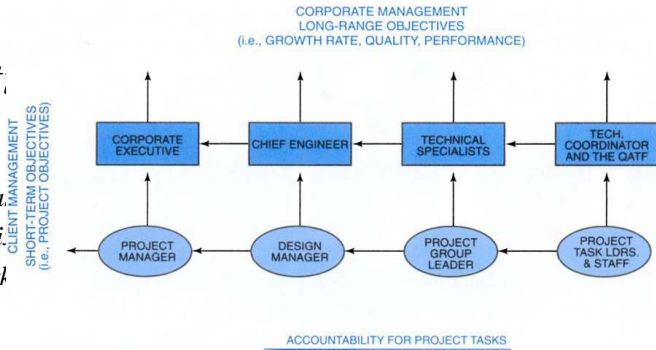 CORPORATE MANAGEMENT
LONG-RANGE OBJECTIVES
(i.e., GROWTH RATE, QUALITY, PERFORMANCE)
CLIENT MANAGEMENT
SHORT-TERM OBJECTIVES
(i.e., PROJECT OBJECTIVES)
CORPORATE
EXECUTIVE
CHIEF ENGINEER
TECHNICAL
SPECIALISTS
TECH.
COORDINATOR
AND THE QATF
PROJECT
MANAGER
DESIGN
MANAGER
PROJECT
GROUP
LEADER
PROJECT
TASK LDRS.
& STAFF
ACCOUNTABILITY FOR PROJECT TASKS